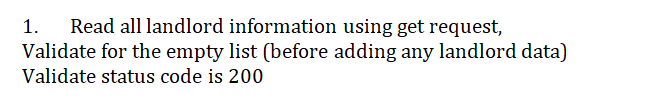 1. Read all landlord information using get request,
Validate for the empty list (before adding any landlord data)
Validate status code is 200